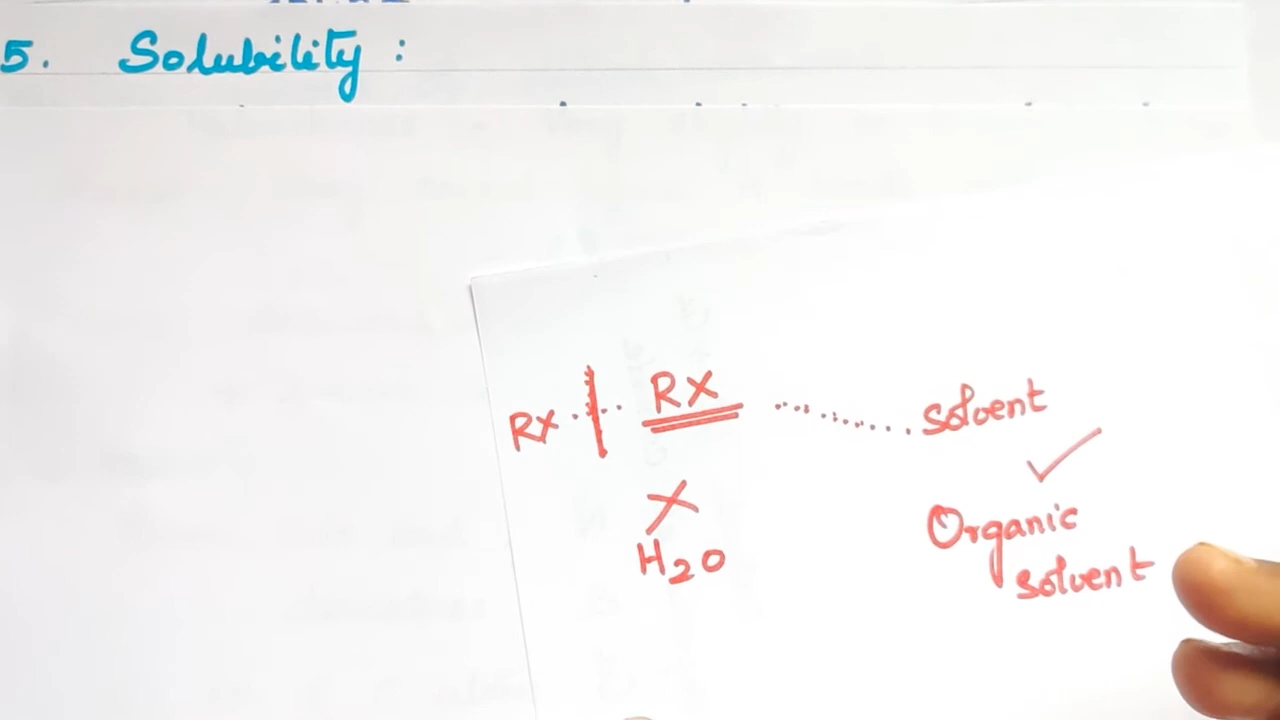 5. Solubility :
RX RX solvent
H2O Organic
solvent